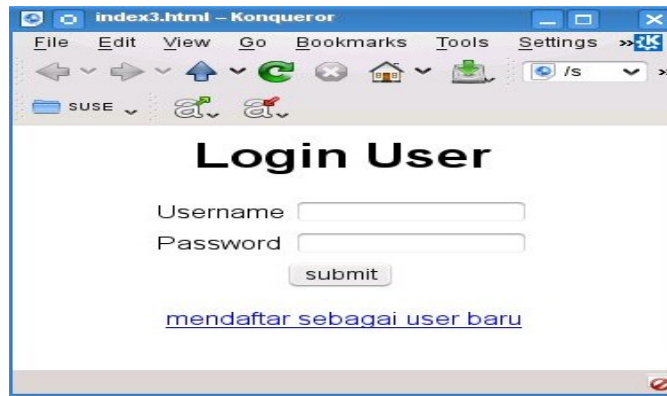 index3.html – Konqueror
File Edit View Go Bookmarks Tools Settings »
/s »
SUSE
Login User
Username
Password
submit
mendaftar sebagai user baru